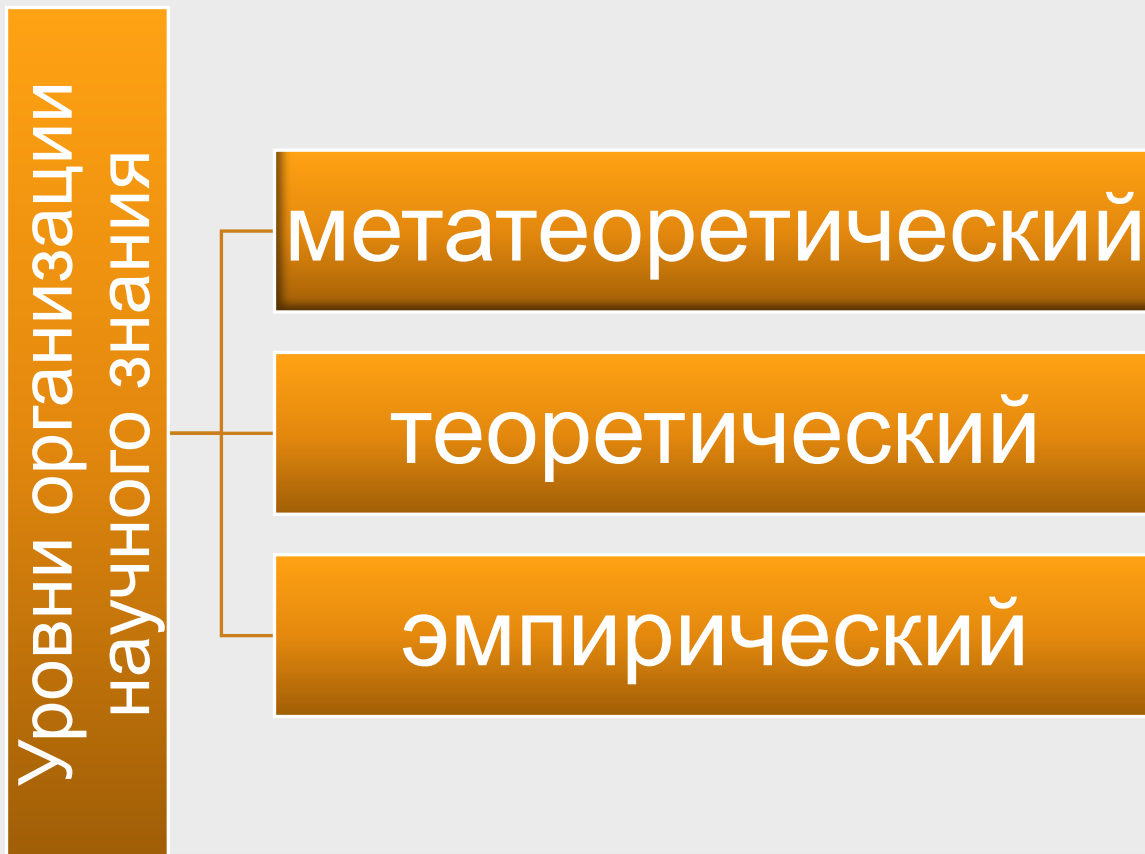 Уровни организации
научного знания
метатеоретический
теоретический
эмпирический